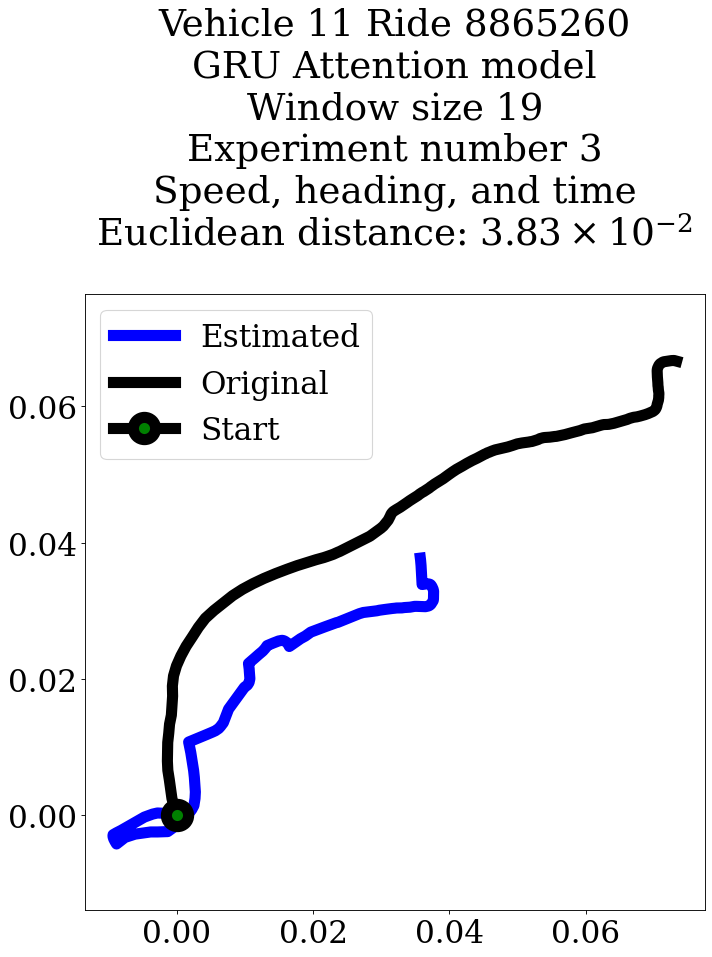 Vehicle 11 Ride 8865260
GRU Attention model
Window size 19
Experiment number 3
Speed, heading, and time
Euclidean distance: 3.83 × 10⁻²
Estimated
Original
Start
0.06
0.04
0.02
0.00
0.00 0.02 0.04 0.06